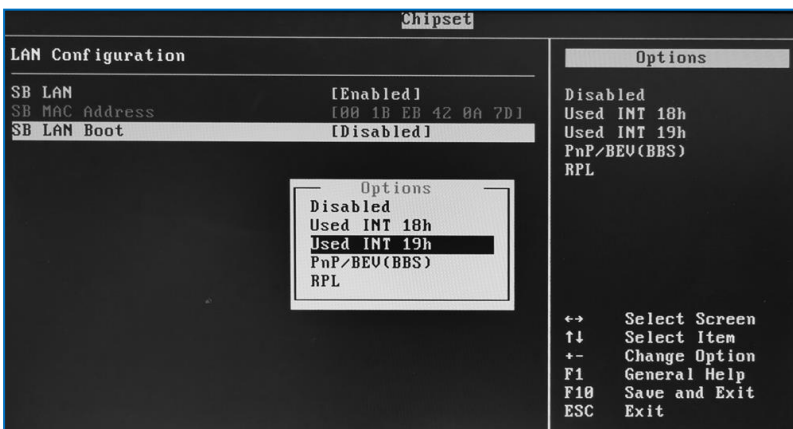 Chipset
LAN Configuration
SB LAN [Enabled]
SB MAC Address [00 1B EB 42 0A 7D]
SB LAN Boot [Disabled]
Options
Disabled
Used INT 18h
Used INT 19h
PnP/BEV(BBS)
RPL
Options
Disabled
Used INT 18h
Used INT 19h
PnP/BEV(BBS)
RPL
↔ Select Screen
↑↓ Select Item
+- Change Option
F1 General Help
F10 Save and Exit
ESC Exit